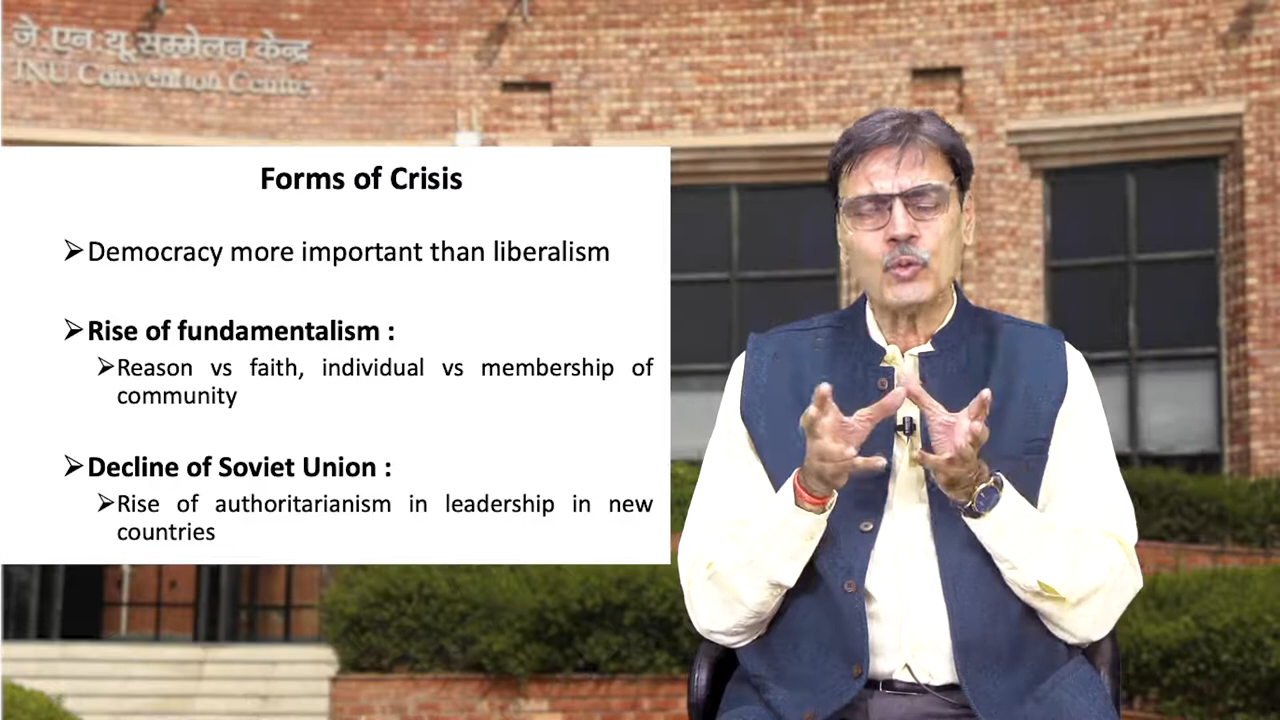 जे.एन.यू.सम्मेलन केन्द्र
JNU Convention Centre
Forms of Crisis
➢Democracy more important than liberalism
➢Rise of fundamentalism :
➢Reason vs faith, individual vs membership of
community
➢Decline of Soviet Union :
➢Rise of authoritarianism in leadership in new
countries